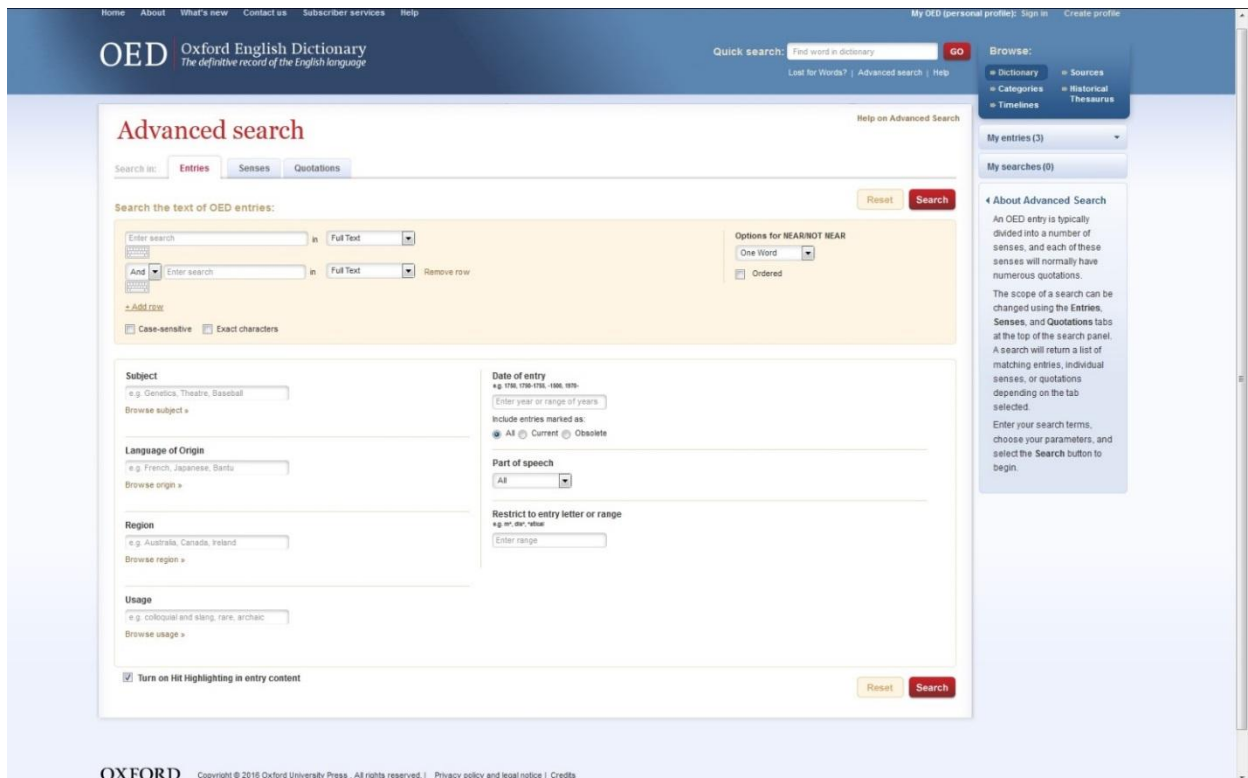 Home About What's new Contact us Subscriber services Help
My OED (personal profile): Sign in Create profile
OED Oxford English Dictionary
The definitive record of the English language
Quick search: Find word in dictionary GO
Lost for Words? | Advanced search | Help
Browse:
Dictionary
Sources
Categories
Historical Thesaurus
Timelines
Advanced search
Help on Advanced Search
Search in: Entries Senses Quotations
Reset Search
Search the text of OED entries:
Enter search in Full Text
And Enter search in Full Text Remove row
+ Add row
Case-sensitive Exact characters
Options for NEAR/NOT NEAR
One Word
Ordered
Subject
e.g. Genetics, Theatre, Baseball
Browse subject »
Language of Origin
e.g. French, Japanese, Bantu
Browse origin »
Region
e.g. Australia, Canada, Ireland
Browse region »
Usage
e.g. colloquial and slang, rare, archaic
Browse usage »
Date of entry
Enter year or range of years
Include entries marked as:
All Current Obsolete
Part of speech
All
Restrict to entry letter or range
Enter range
Turn on Hit Highlighting in entry content
Reset Search
My entries (3)
My searches (0)
About Advanced Search
An OED entry is typically
divided into a number of
senses, and each of these
senses will normally have
numerous quotations.
The scope of a search can be
changed using the Entries,
Senses, and Quotations tabs
at the top of the search panel.
A search will return a list of
matching entries, individual
senses, or quotations
depending on the tab
selected.
Enter your search terms,
choose your parameters, and
select the Search button to
begin.
OXFORD Copyright © 2016 Oxford University Press . All rights reserved. | Privacy policy and legal notice | Credits